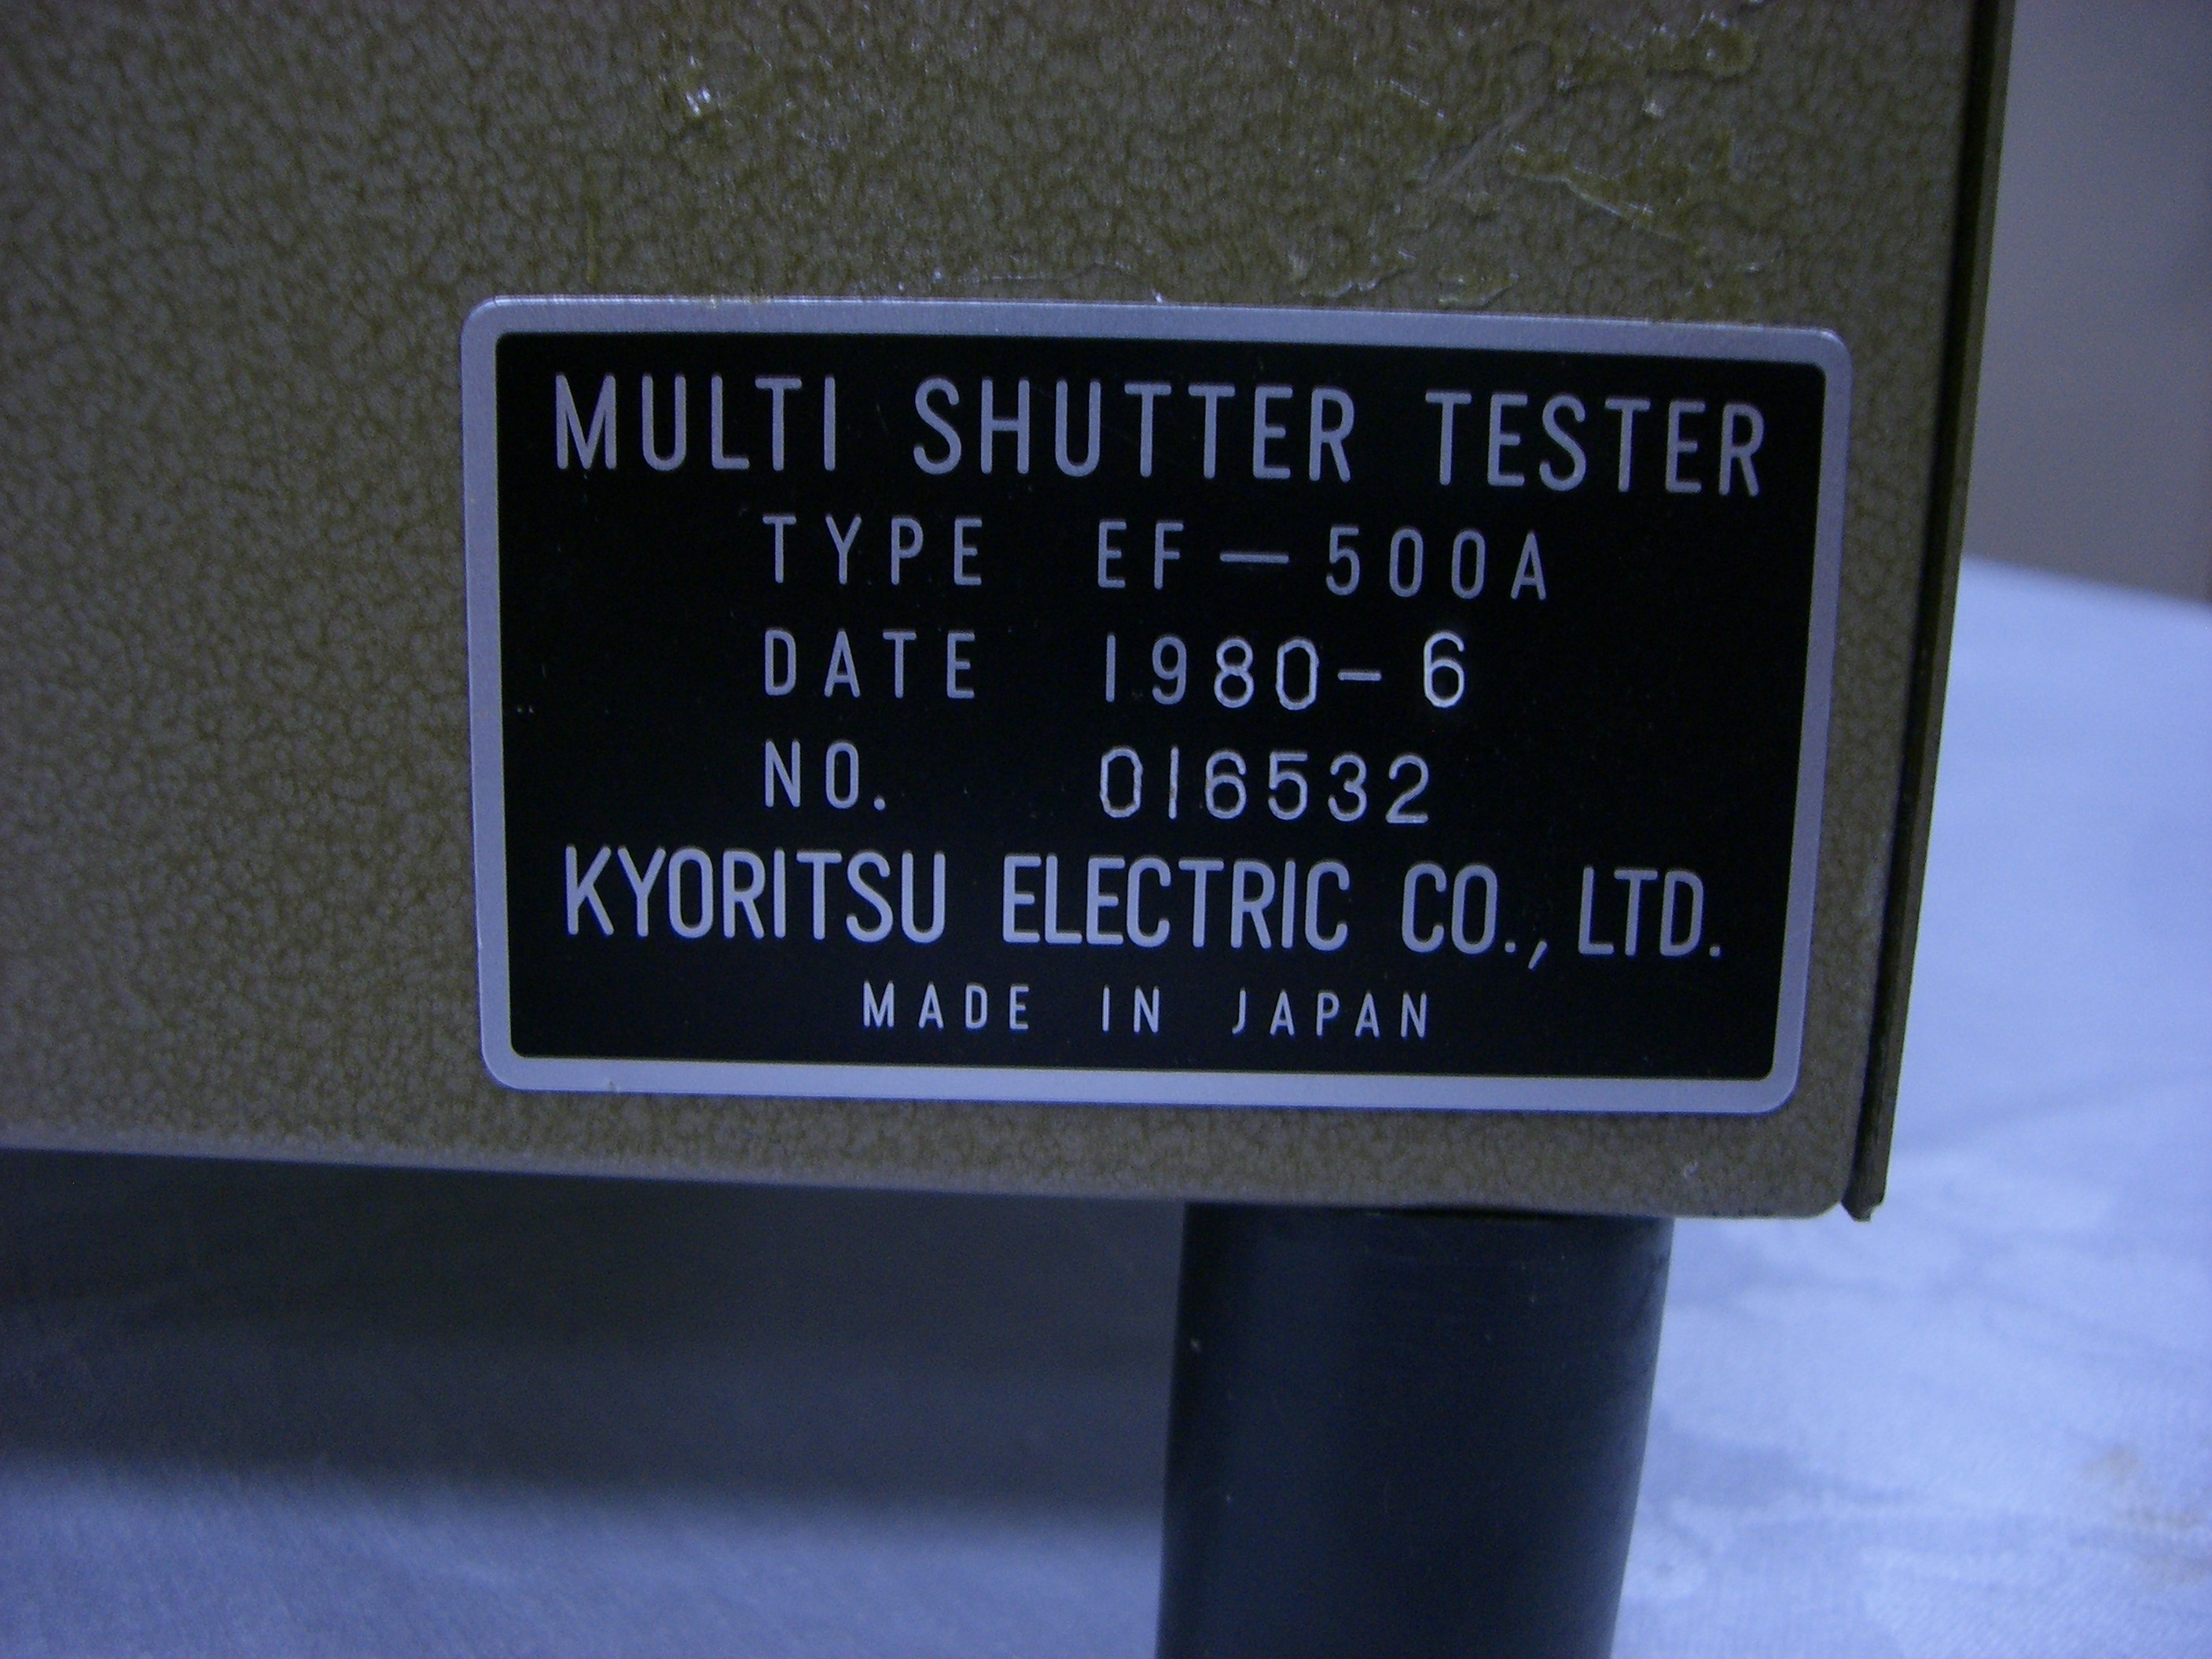 MULTI SHUTTER TESTER
TYPE EF-500A
DATE 1980-6
NO. 016532
KYORITSU ELECTRIC CO., LTD.
MADE IN JAPAN